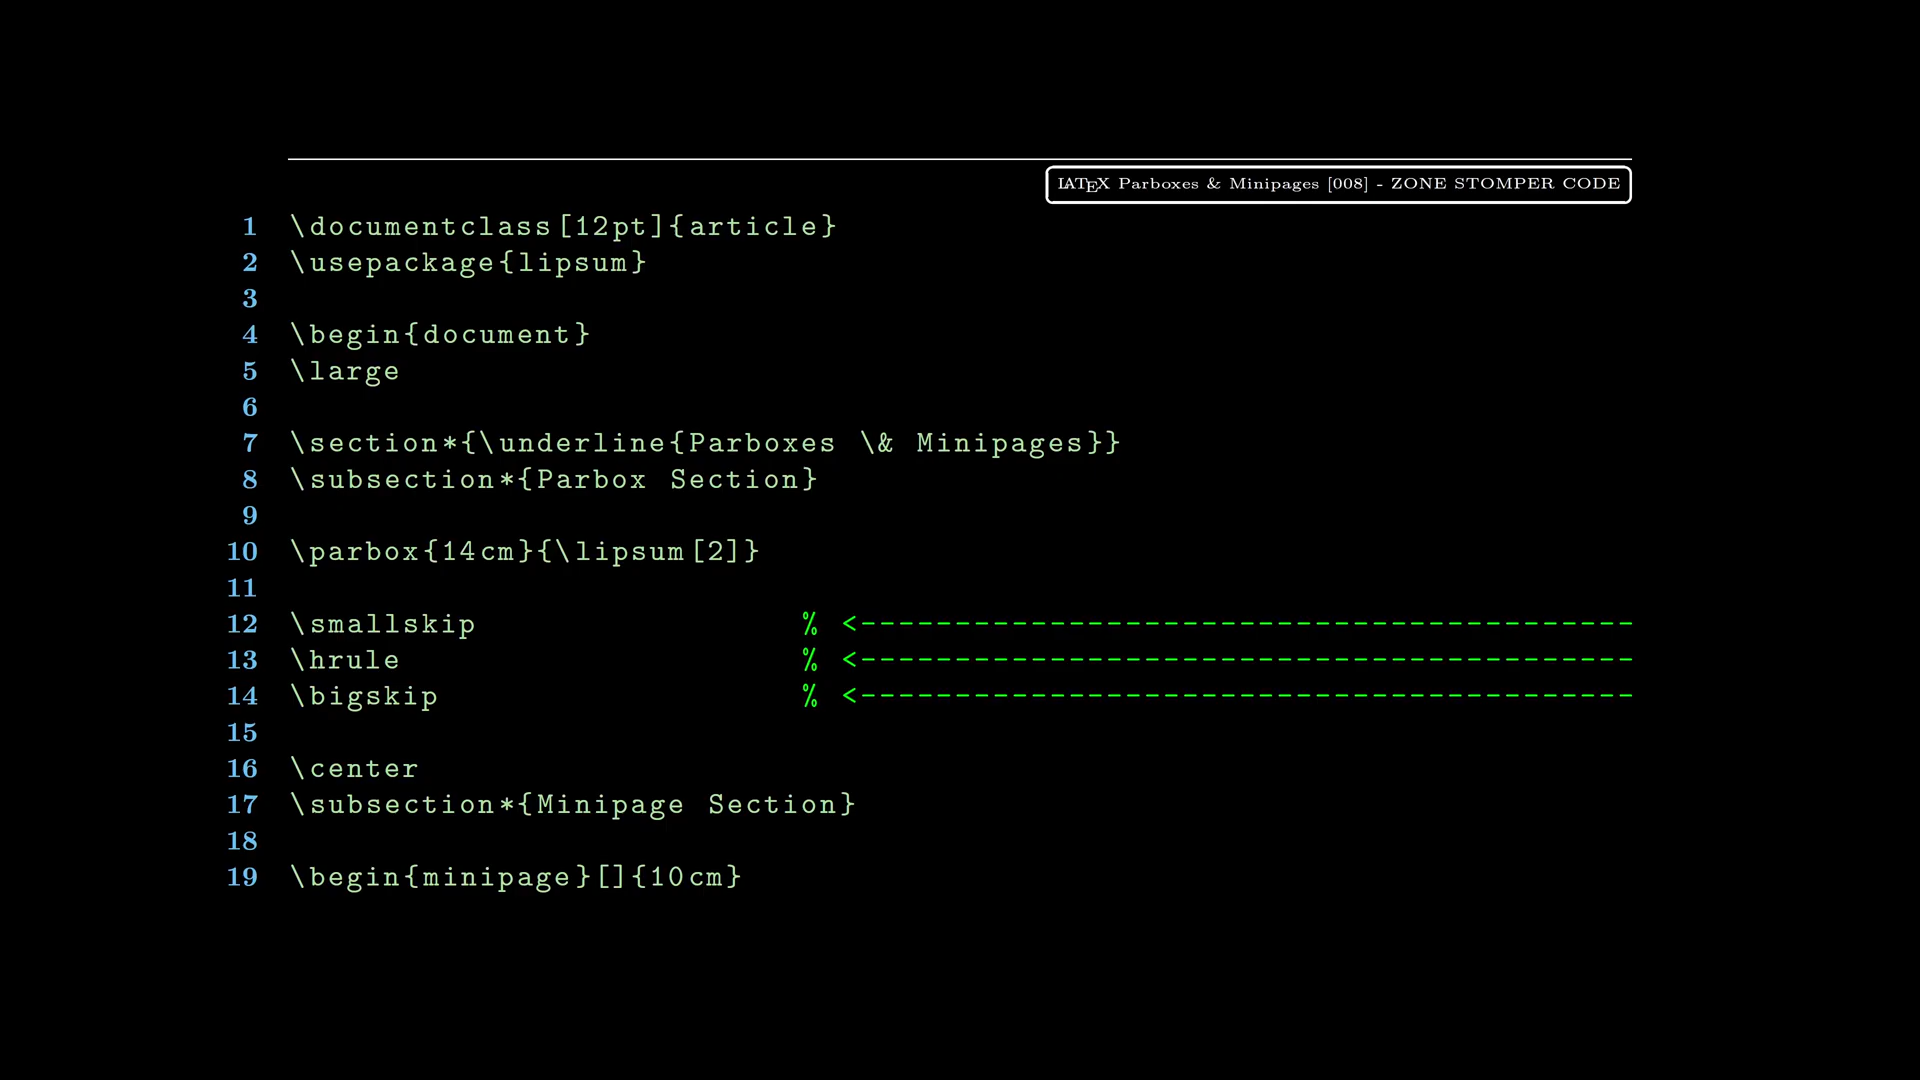 LATEX Parboxes & Minipages [008] - ZONE STOMPER CODE
1 \documentclass[12pt]{article}
2 \usepackage{lipsum}
3
4 \begin{document}
5 \large
6
7 \section*{\underline{Parboxes \& Minipages}}
8 \subsection*{Parbox Section}
9
10 \parbox{14cm}{\lipsum[2]}
11
12 \smallskip % <-----------------------------------------
13 \hrule % <-----------------------------------------
14 \bigskip % <-----------------------------------------
15
16 \center
17 \subsection*{Minipage Section}
18
19 \begin{minipage}[]{10cm}